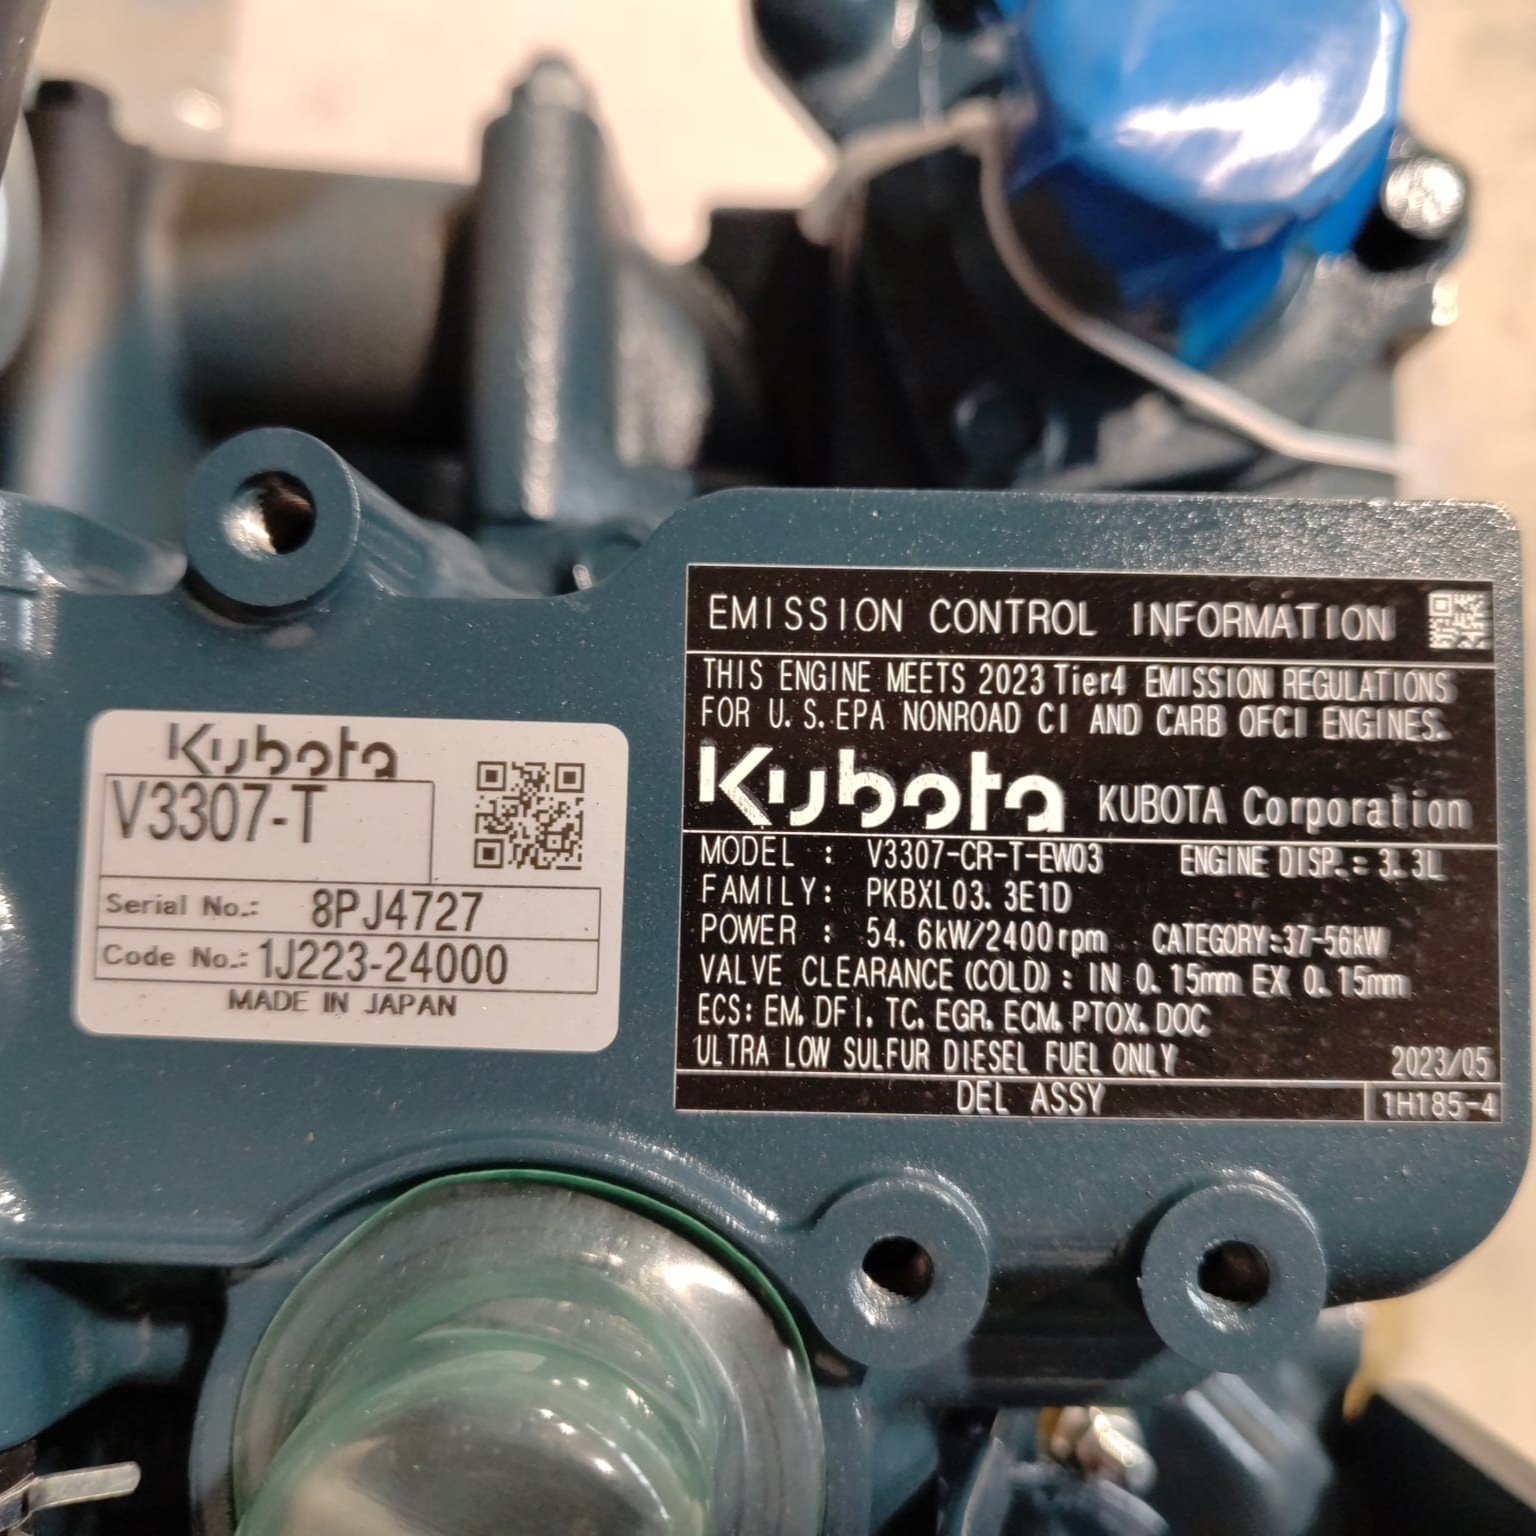 Kubota
V3307-T
Serial No.: 8PJ4727
Code No.: 1J223-24000
MADE IN JAPAN
EMISSION CONTROL INFORMATION
THIS ENGINE MEETS 2023 Tier4 EMISSION REGULATIONS
FOR U.S.EPA NONROAD CI AND CARB OFCI ENGINES.
Kubota KUBOTA Corporation
MODEL : V3307-CR-T-EW03 ENGINE DISP.: 3.3L
FAMILY: PKBXL03.3E1D
POWER : 54.6kW/2400rpm CATEGORY:37-56kW
VALVE CLEARANCE(COLD): IN 0.15mm EX 0.15mm
ECS: EM, DFI, TC, EGR, ECM, PTOX, DOC
ULTRA LOW SULFUR DIESEL FUEL ONLY 2023/05
DEL ASSY 1H185-4